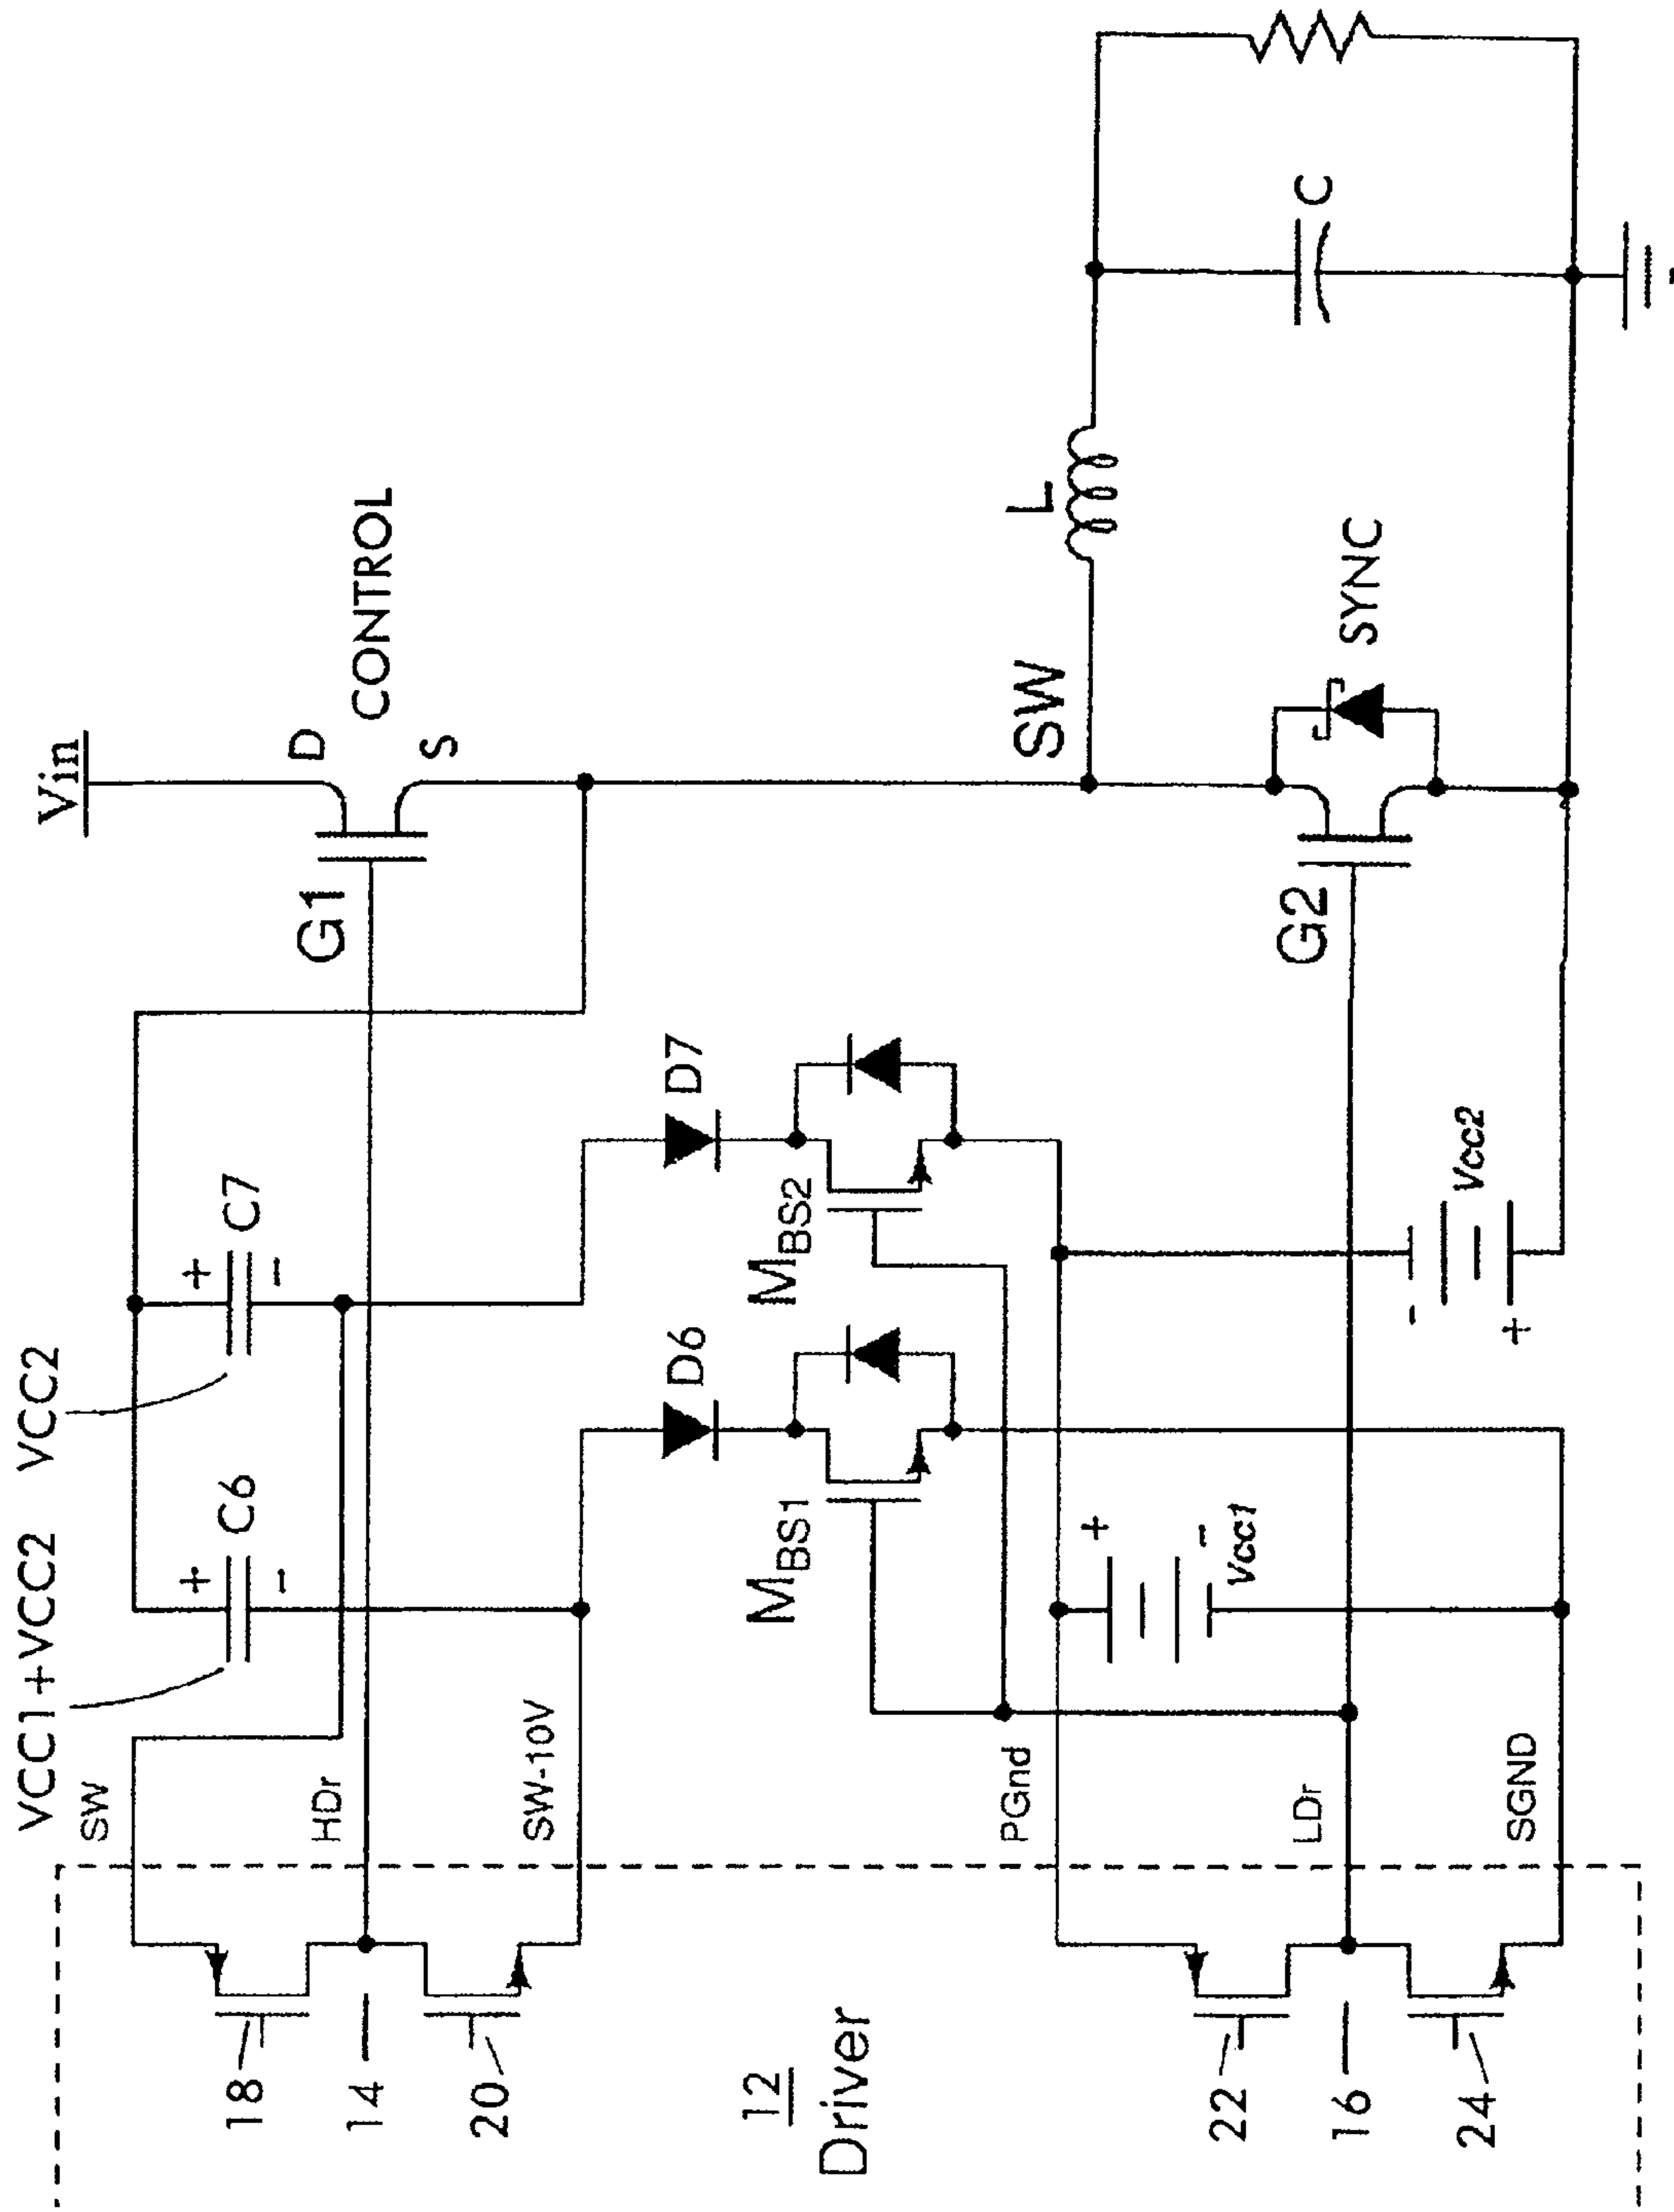 VCC1+VCC2
VCC2
Vin
D
CONTROL
S
G1
+
C6
-
+
C7
-
SW
HDr
SW-10V
D6
D7
MBS1
MBS2
18
14
20
12
Driver
PGnd
LDr
SGND
+
-
Vcc1
-
+
Vcc2
22
16
24
G2
SW
SYNC
L
C